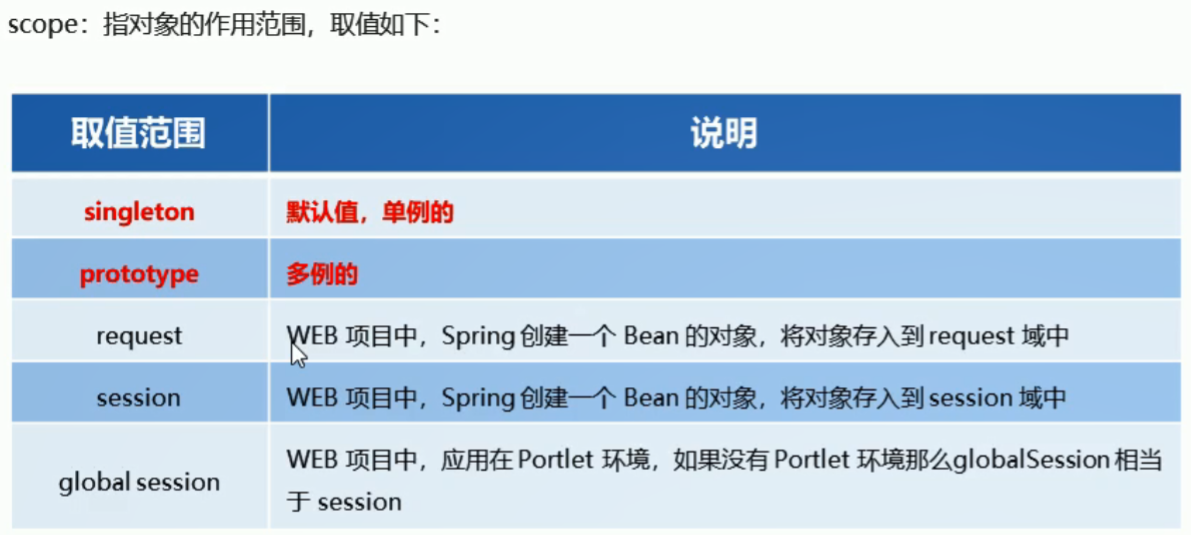 scope：指对象的作用范围，取值如下：
取值范围 说明
singleton 默认值，单例的
prototype 多例的
request WEB 项目中，Spring 创建一个 Bean 的对象，将对象存入到 request 域中
session WEB 项目中，Spring 创建一个 Bean 的对象，将对象存入到 session 域中
global session WEB 项目中，应用在 Portlet 环境，如果没有 Portlet 环境那么globalSession 相当
于 session